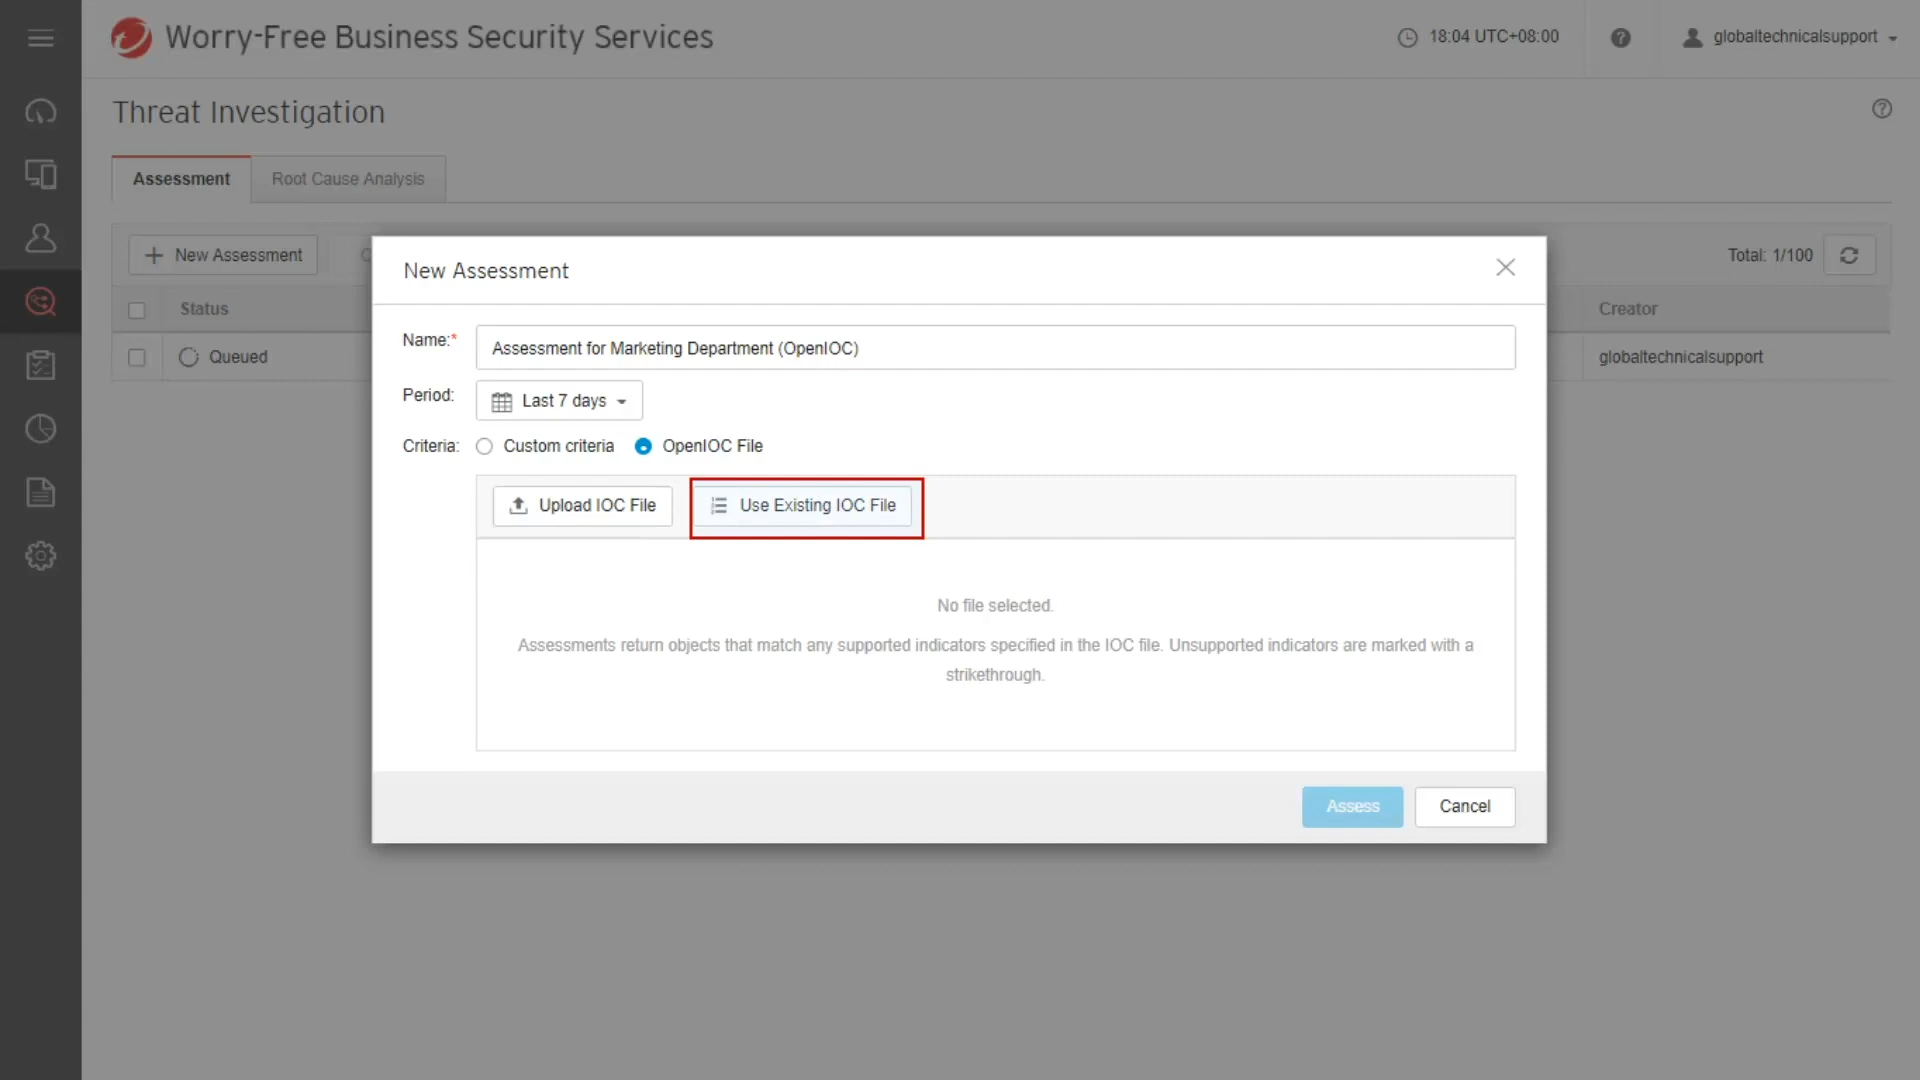 Worry-Free Business Security Services
18:04 UTC+08:00
globaltechnicalsupport
Threat Investigation
Assessment
Root Cause Analysis
New Assessment
Total: 1/100
Status
Creator
Queued
globaltechnicalsupport
New Assessment
Name:*
Assessment for Marketing Department (OpenIOC)
Period:
Last 7 days
Criteria:
Custom criteria
OpenIOC File
Upload IOC File
Use Existing IOC File
No file selected.
Assessments return objects that match any supported indicators specified in the IOC file. Unsupported indicators are marked with a
strikethrough.
Assess
Cancel